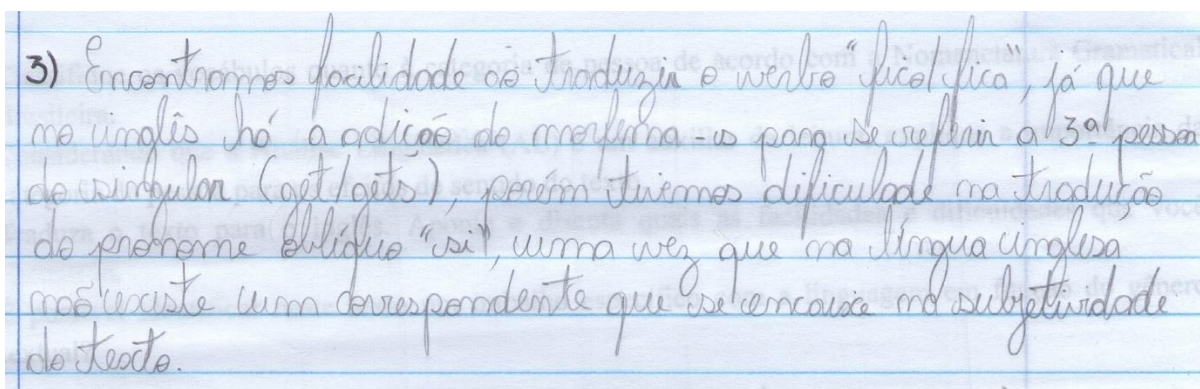 3) Encontramos facilidade ao traduzir o verbo "fico/fica", já que
no inglês há a adição do morfema s para se referir a 3ª pessoa
do singular (get/gets), porém tivemos dificuldade na tradução
do pronome oblíquo "si", uma vez que na língua inglesa
não existe um correspondente que se encaixe na subjetividade
do texto.